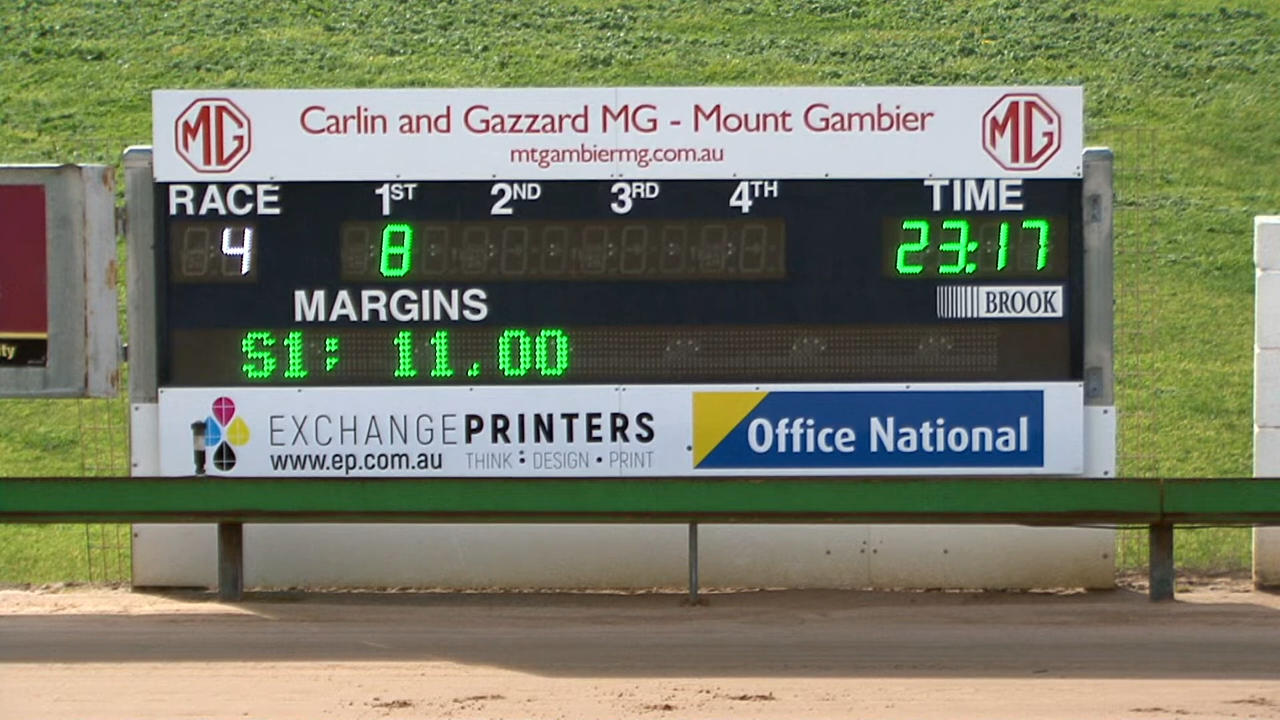 MG Carlin and Gazzard MG - Mount Gambier MG
mtgambiermg.com.au
RACE 1ST 2ND 3RD 4TH TIME
4 8 23:17
MARGINS BROOK
S1: 11.00
EXCHANGEPRINTERS
www.ep.com.au THINK : DESIGN • PRINT
Office National